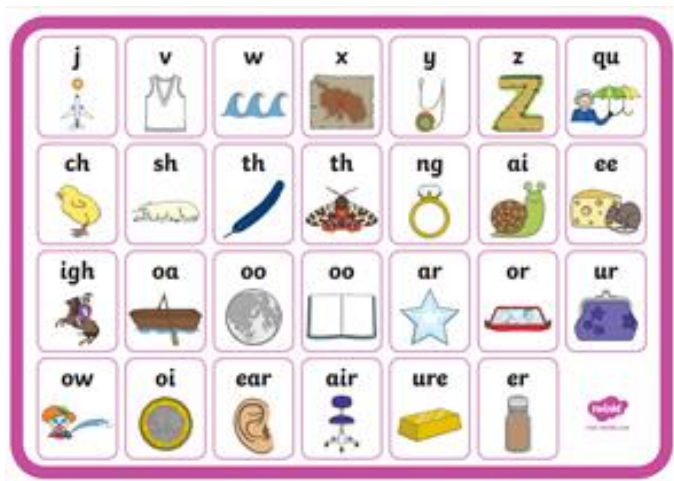 j v w x y z qu
ch sh th th ng ai ee
igh oa oo oo ar or ur
ow oi ear air ure er
twinkl